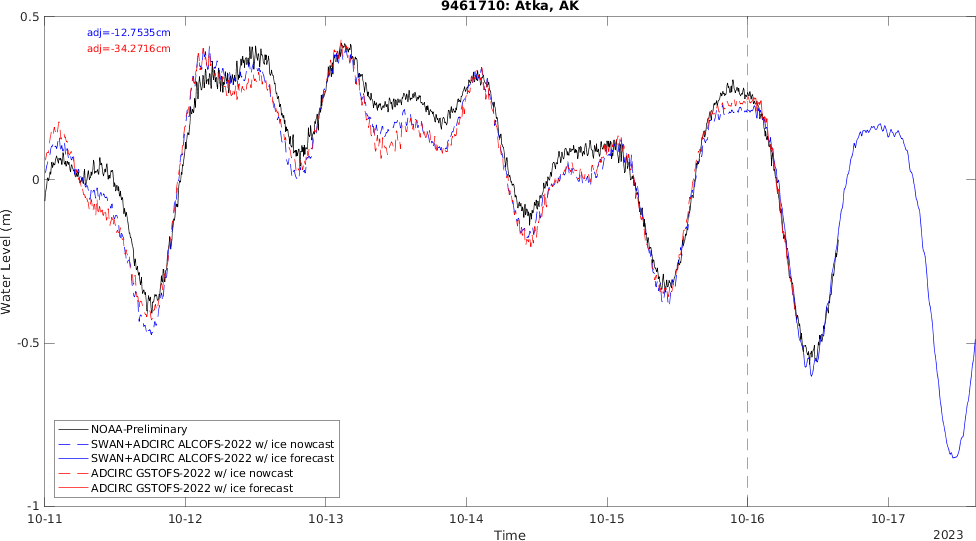 9461710: Atka, AK
adj=-12.7535cm
adj=-34.2716cm
0.5
0
-0.5
-1
Water Level (m)
NOAA-Preliminary
SWAN+ADCIRC ALCOFS-2022 w/ ice nowcast
SWAN+ADCIRC ALCOFS-2022 w/ ice forecast
ADCIRC GSTOFS-2022 w/ ice nowcast
ADCIRC GSTOFS-2022 w/ ice forecast
10-11 10-12 10-13 10-14 10-15 10-16 10-17
Time
2023